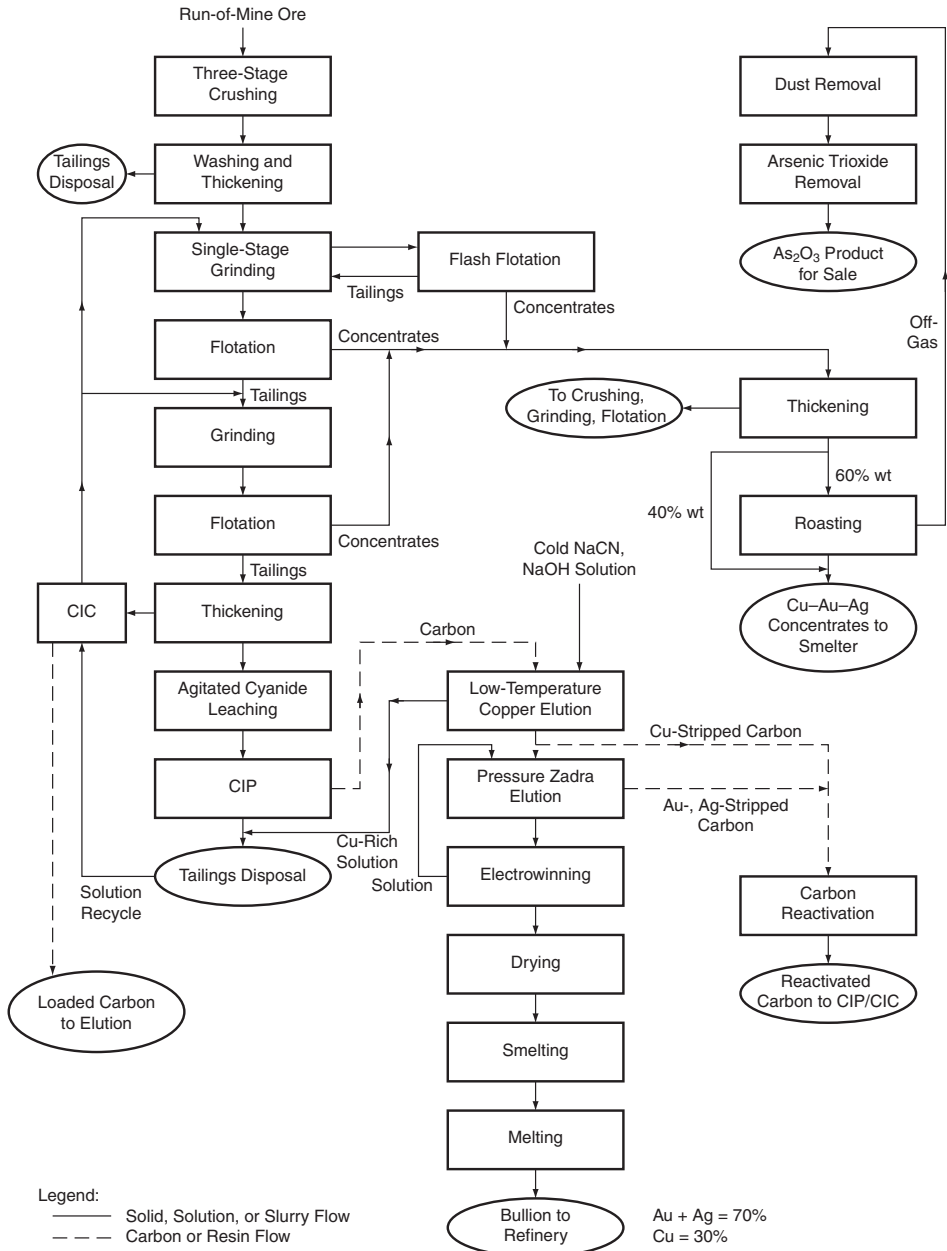 Run-of-Mine Ore
Three-Stage
Crushing
Tailings
Disposal
Washing and
Thickening
Single-Stage
Grinding
Flash Flotation
Tailings
Concentrates
Flotation
Concentrates
Tailings
Grinding
Flotation
Concentrates
Tailings
CIC
Thickening
Agitated Cyanide
Leaching
CIP
Tailings Disposal
Solution
Recycle
Loaded Carbon
to Elution
Dust Removal
Arsenic Trioxide
Removal
As₂O₃ Product
for Sale
Off-
Gas
To Crushing,
Grinding, Flotation
Thickening
60% wt
40% wt
Roasting
Cu–Au–Ag
Concentrates to
Smelter
Cold NaCN,
NaOH Solution
Carbon
Low-Temperature
Copper Elution
Cu-Stripped Carbon
Pressure Zadra
Elution
Au-, Ag-Stripped
Carbon
Cu-Rich
Solution
Solution
Electrowinning
Carbon
Reactivation
Drying
Reactivated
Carbon to CIP/CIC
Smelting
Melting
Bullion to
Refinery
Au + Ag = 70%
Cu = 30%
Legend:
Solid, Solution, or Slurry Flow
Carbon or Resin Flow